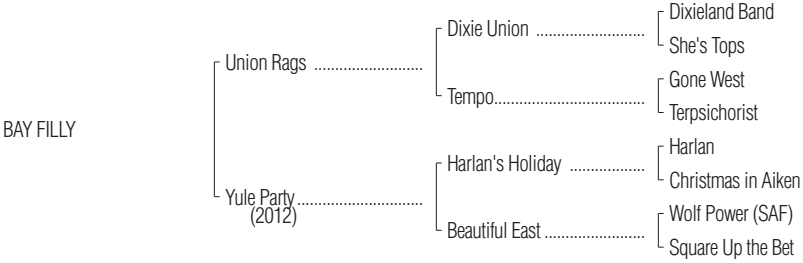 Dixieland Band
Dixie Union ........................
She's Tops
Union Rags ........................
Gone West
Tempo.................................
Terpsichorist
BAY FILLY
Harlan
Harlan's Holiday .................
Christmas in Aiken
Yule Party............................
(2012)
Wolf Power (SAF)
Beautiful East ......................
Square Up the Bet